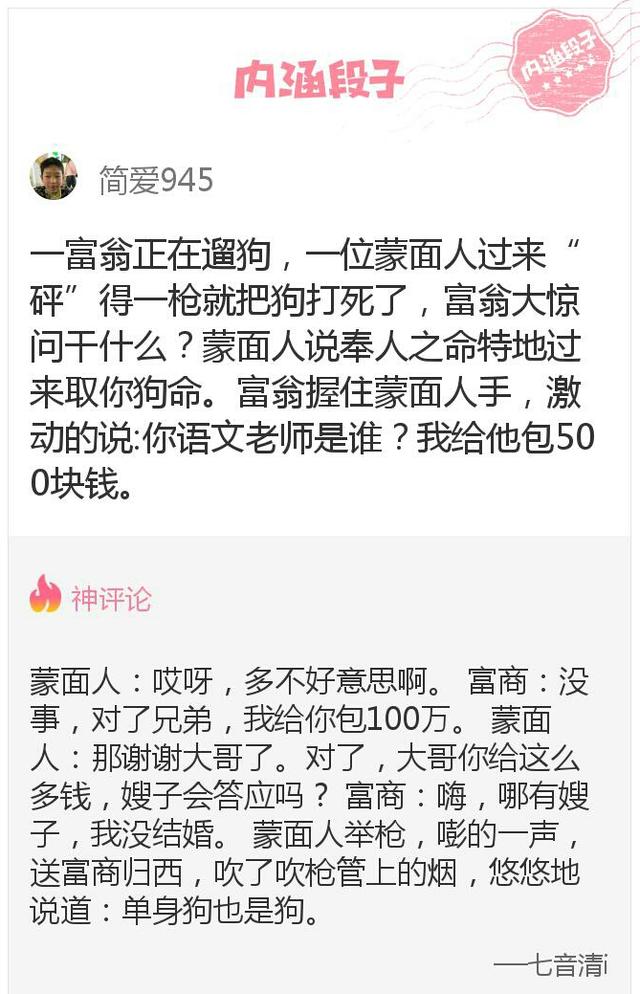 内涵段子
内涵段子
简爱945
一富翁正在遛狗，一位蒙面人过来“
砰”得一枪就把狗打死了，富翁大惊
问干什么？蒙面人说奉人之命特地过
来取你狗命。富翁握住蒙面人手，激
动的说:你语文老师是谁？我给他包50
0块钱。
神评论
蒙面人：哎呀，多不好意思啊。 富商：没
事，对了兄弟，我给你包100万。 蒙面
人：那谢谢大哥了。对了，大哥你给这么
多钱，嫂子会答应吗？ 富商：嗨，哪有嫂
子，我没结婚。 蒙面人举枪，嘭的一声，
送富商归西，吹了吹枪管上的烟，悠悠地
说道：单身狗也是狗。
──七音清i